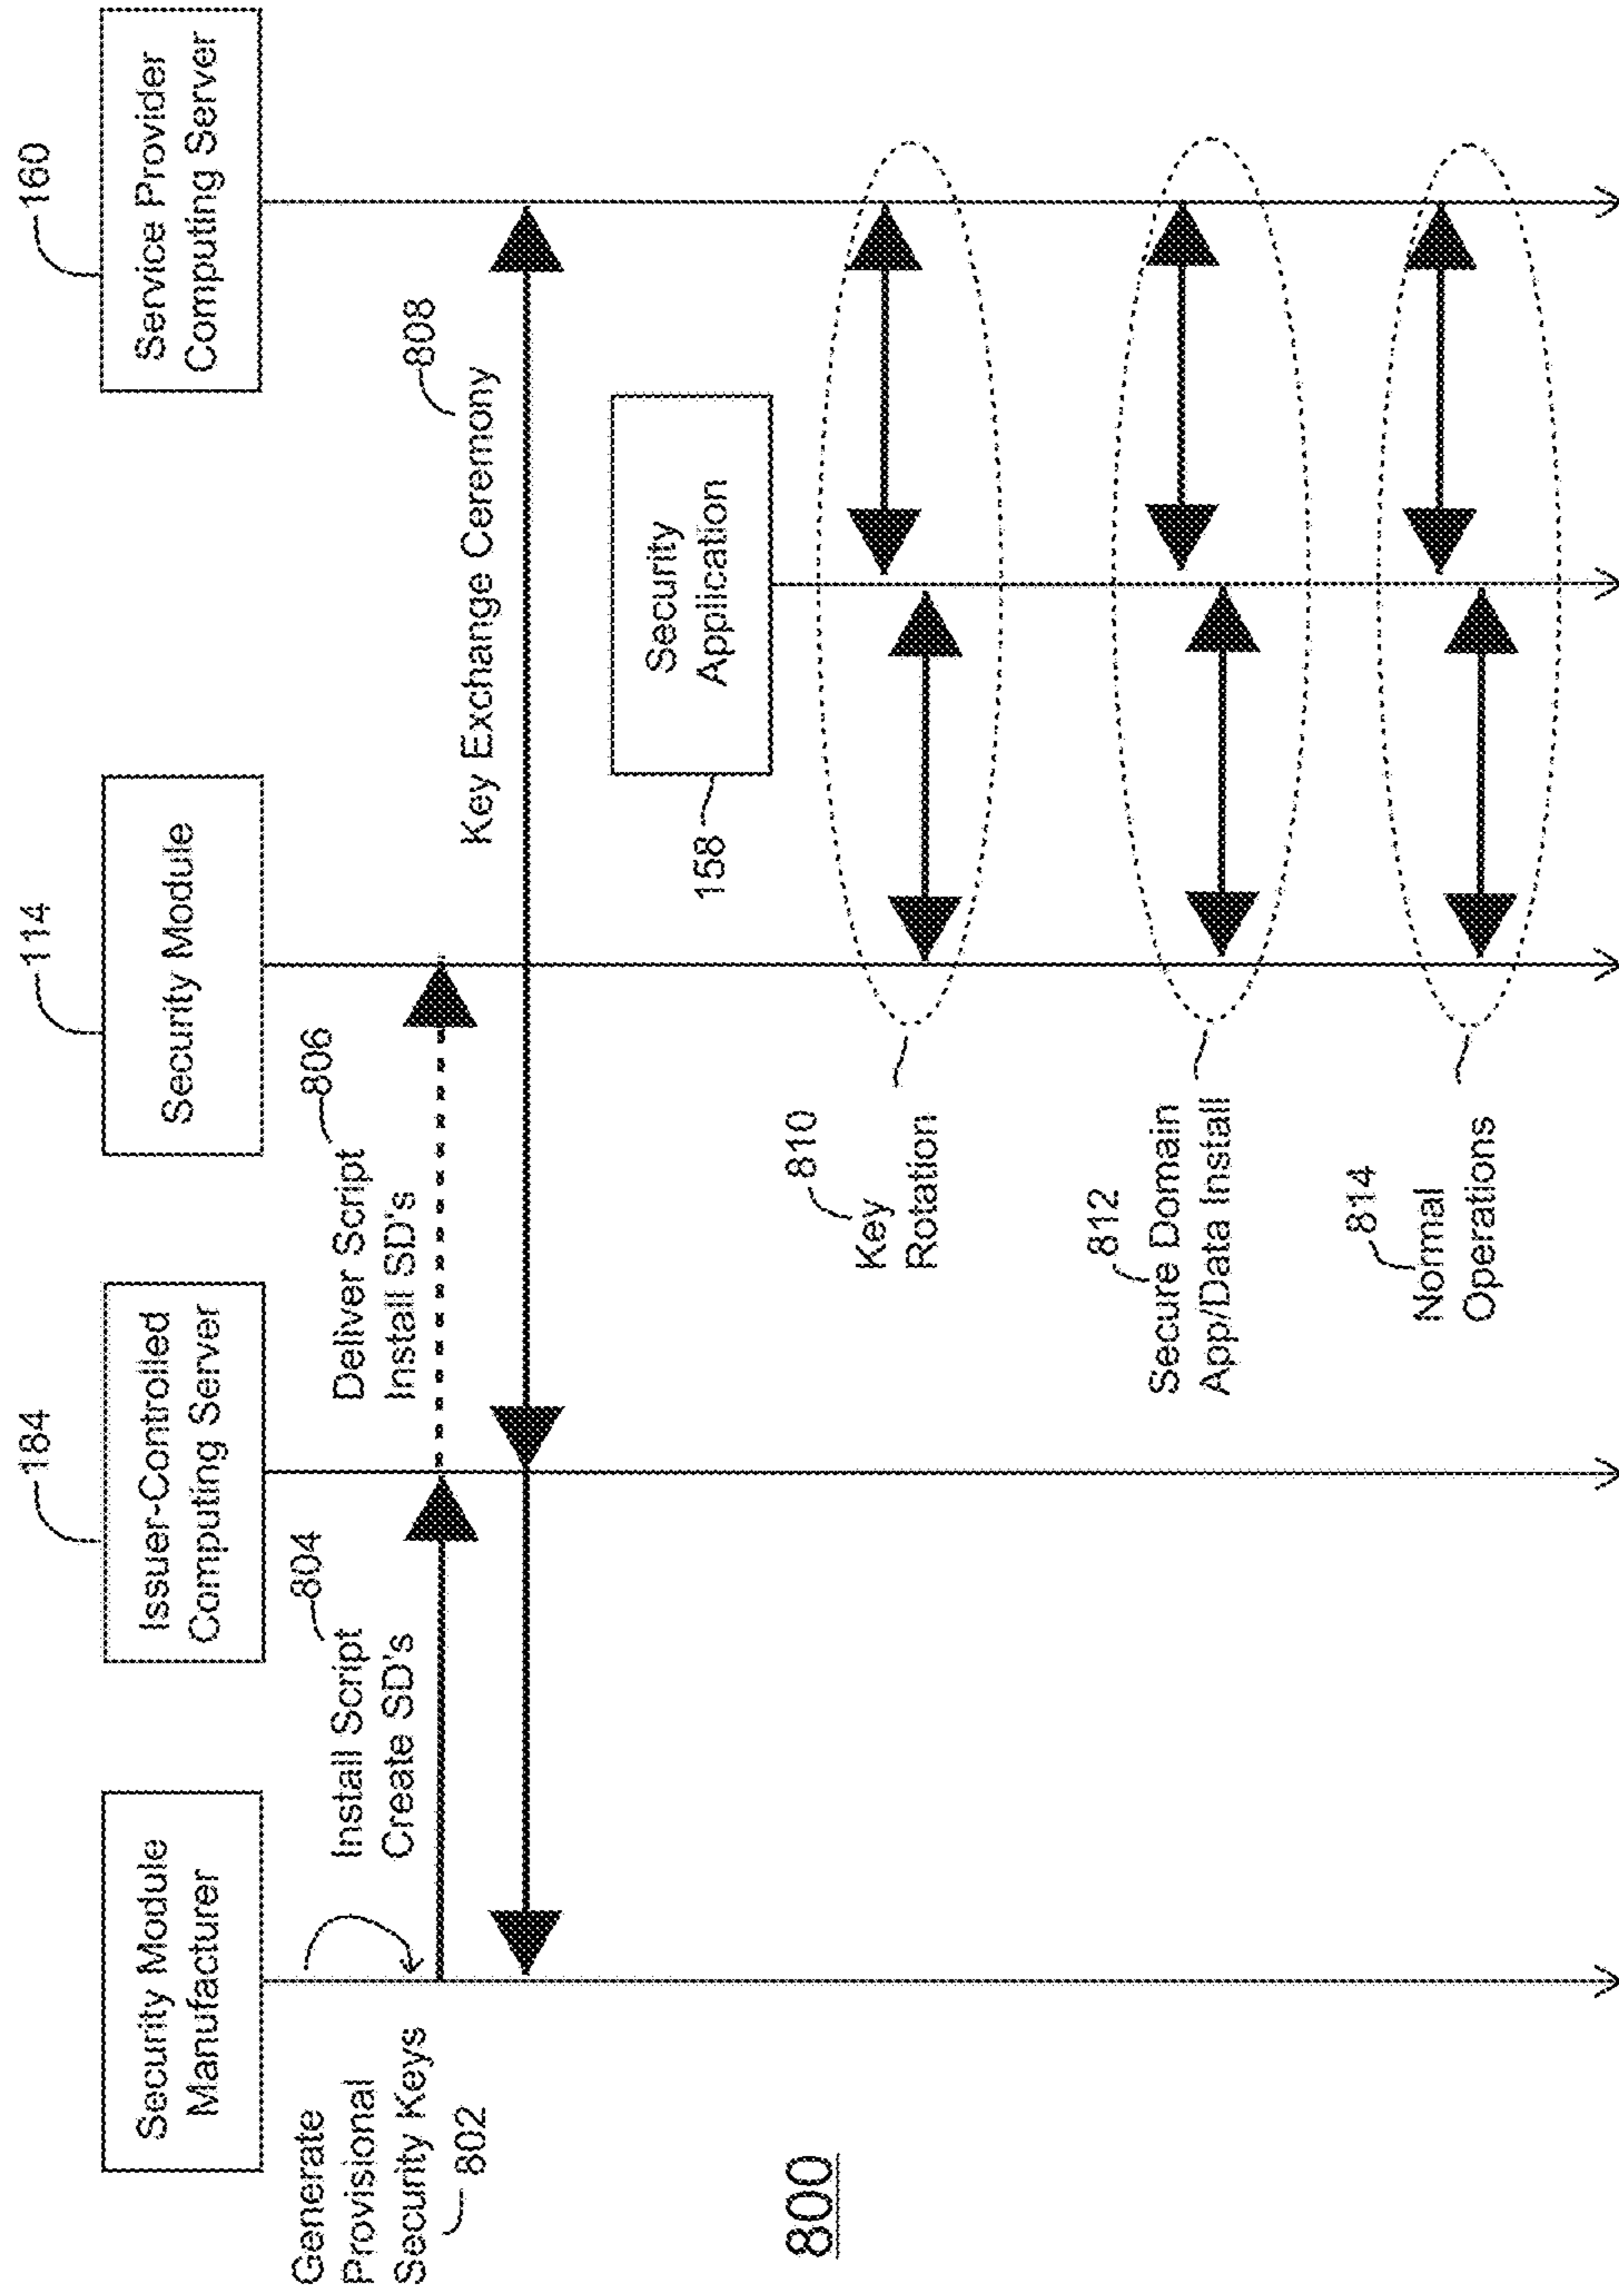 Security Module
Manufacturer
184
Issuer-Controlled
Computing Server
114
Security Module
160
Service Provider
Computing Server
Generate
Provisional
Security Keys
802
804
Install Script
Create SD's
806
Deliver Script
Install SD's
808
Key Exchange Ceremony
158
Security
Application
810
Key
Rotation
812
Secure Domain
App/Data Install
814
Normal
Operations
800